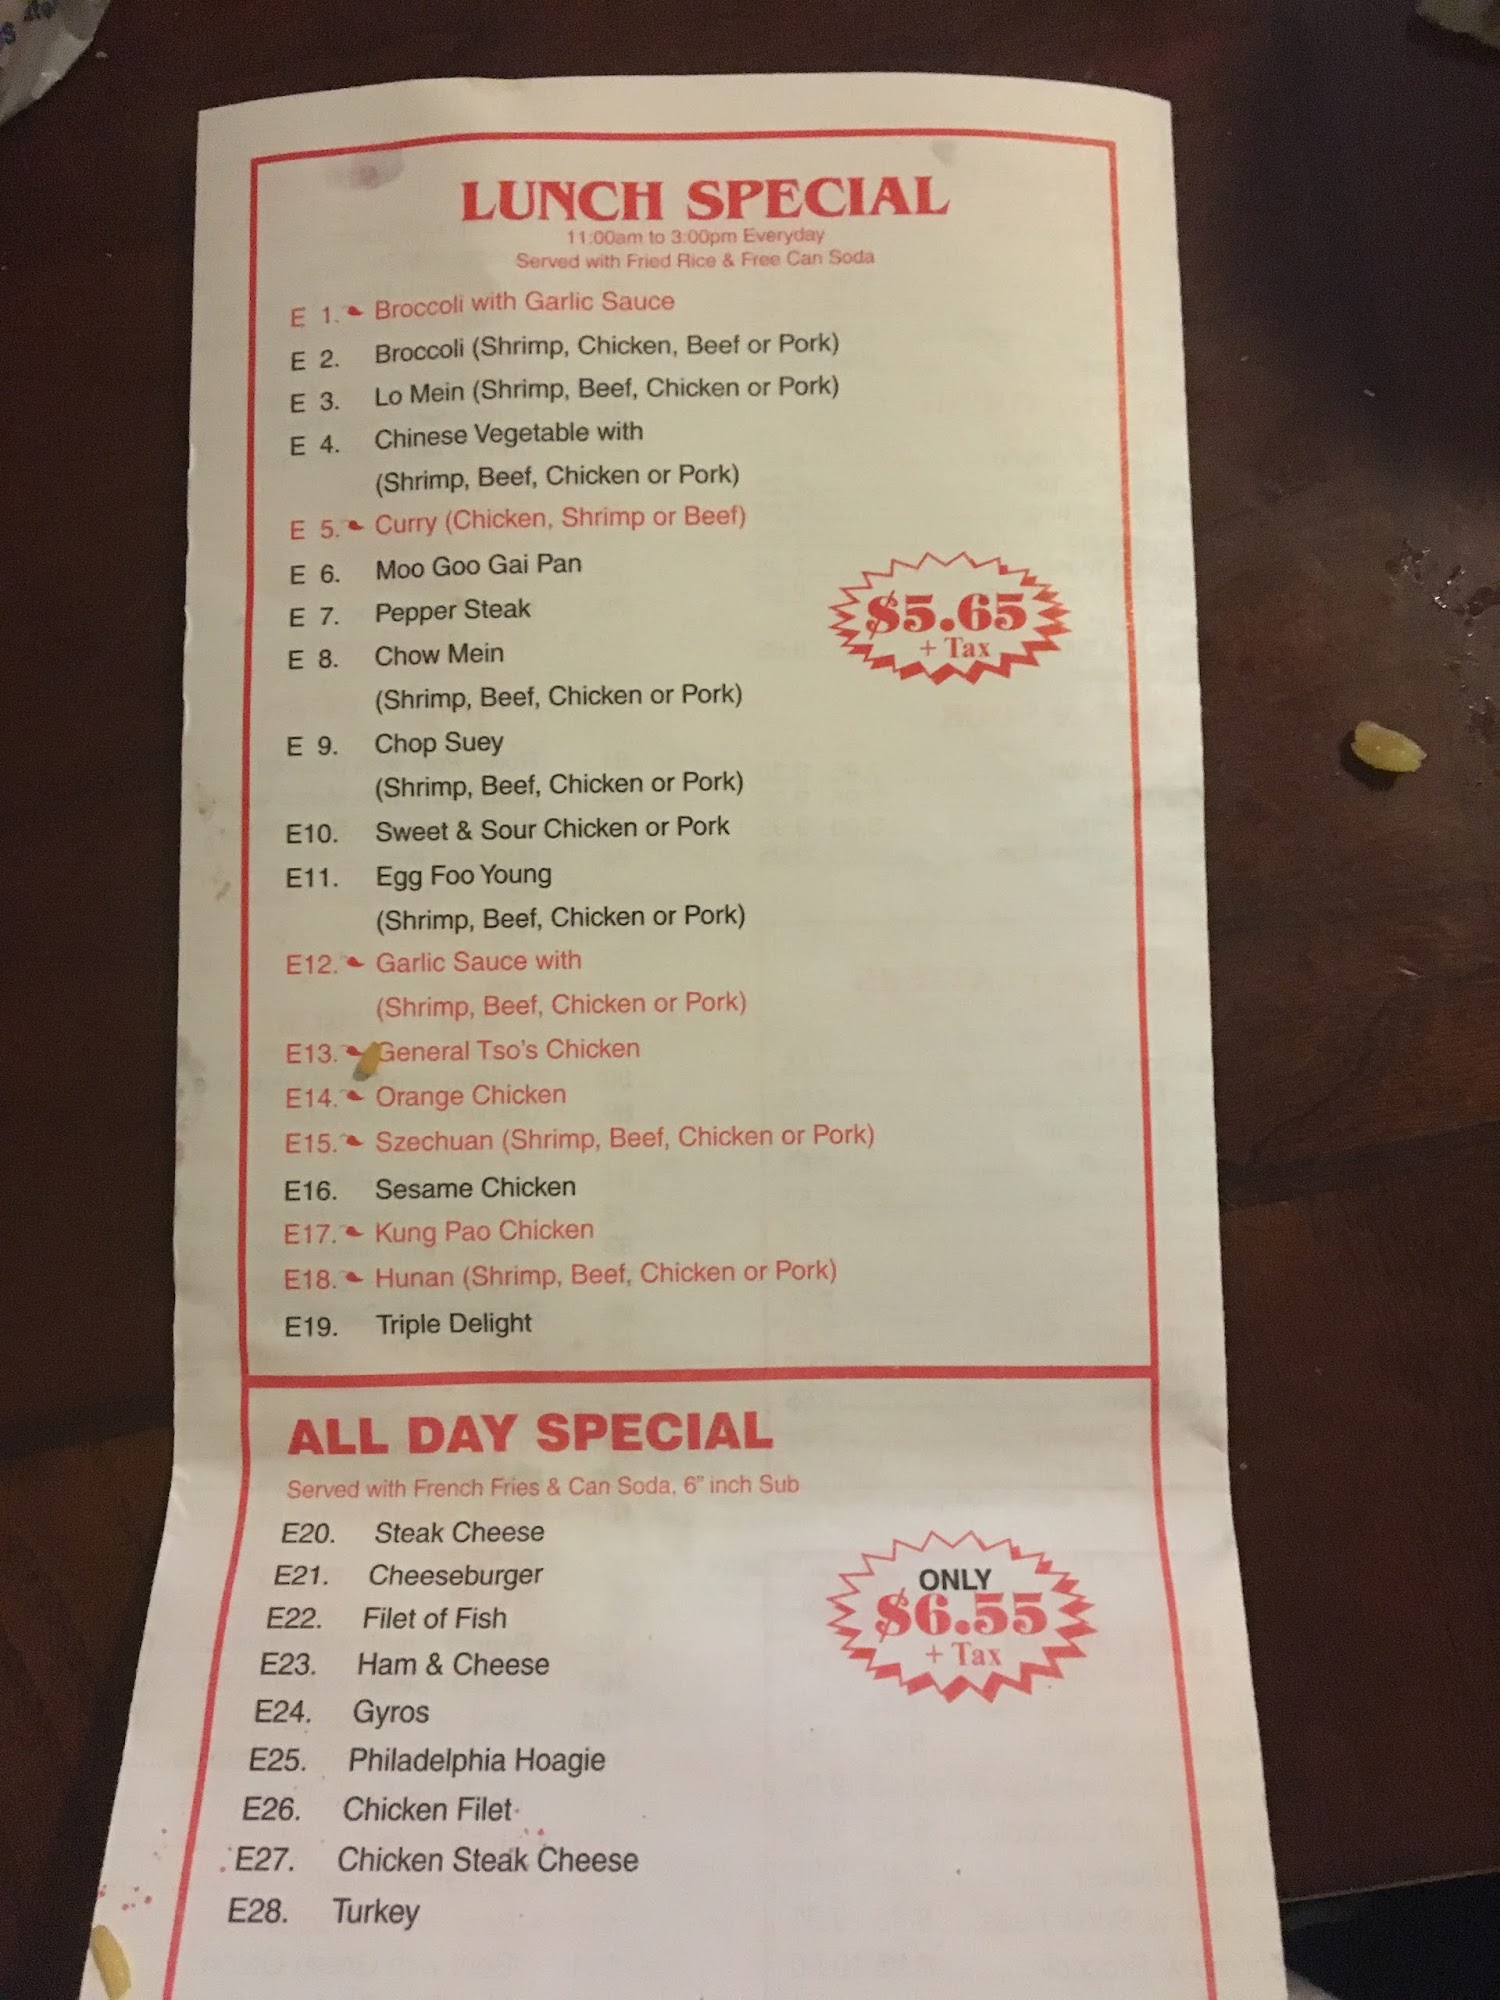 LUNCH SPECIAL
11:00am to 3:00pm Everyday
Served with Fried Rice & Free Can Soda
E 1. Broccoli with Garlic Sauce
E 2. Broccoli (Shrimp, Chicken, Beef or Pork)
E 3. Lo Mein (Shrimp, Beef, Chicken or Pork)
E 4. Chinese Vegetable with
(Shrimp, Beef, Chicken or Pork)
E 5. Curry (Chicken, Shrimp or Beef)
E 6. Moo Goo Gai Pan
E 7. Pepper Steak
$5.65
+ Tax
E 8. Chow Mein
(Shrimp, Beef, Chicken or Pork)
E 9. Chop Suey
(Shrimp, Beef, Chicken or Pork)
E10. Sweet & Sour Chicken or Pork
E11. Egg Foo Young
(Shrimp, Beef, Chicken or Pork)
E12. Garlic Sauce with
(Shrimp, Beef, Chicken or Pork)
E13. General Tso's Chicken
E14. Orange Chicken
E15. Szechuan (Shrimp, Beef, Chicken or Pork)
E16. Sesame Chicken
E17. Kung Pao Chicken
E18. Hunan (Shrimp, Beef, Chicken or Pork)
E19. Triple Delight
ALL DAY SPECIAL
Served with French Fries & Can Soda, 6" inch Sub
E20. Steak Cheese
E21. Cheeseburger
E22. Filet of Fish
E23. Ham & Cheese
ONLY
$6.55
+ Tax
E24. Gyros
E25. Philadelphia Hoagie
E26. Chicken Filet
E27. Chicken Steak Cheese
E28. Turkey